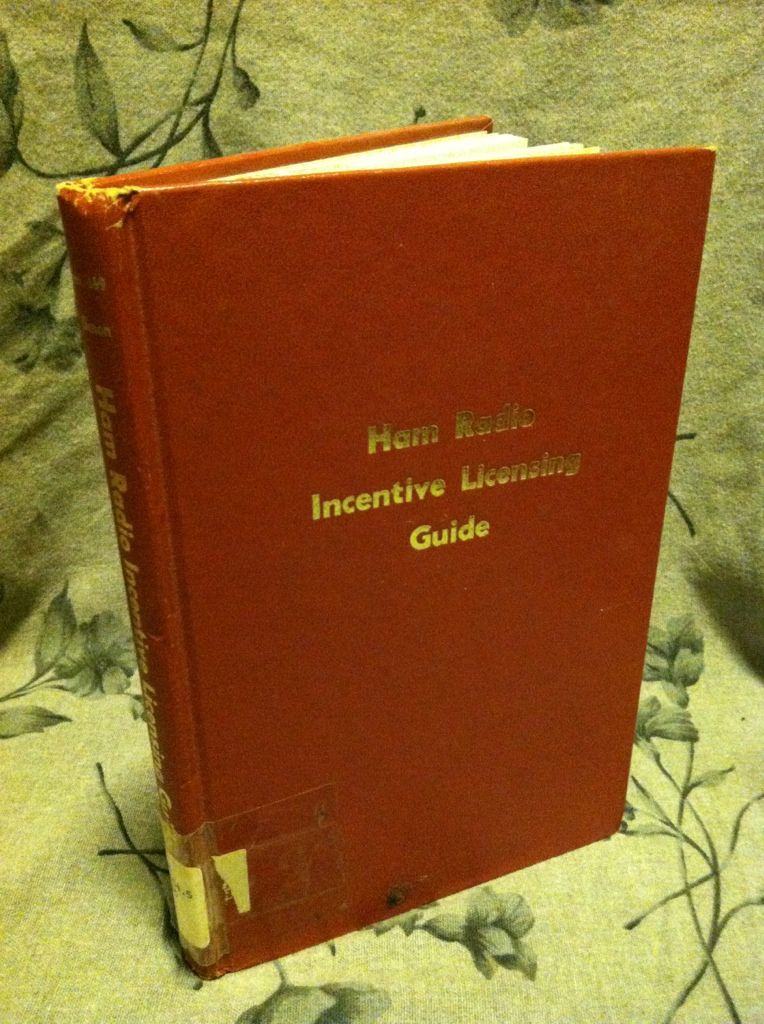 Ham Radio
Incentive Licensing
Guide
Ham Radio Incentive Licensing